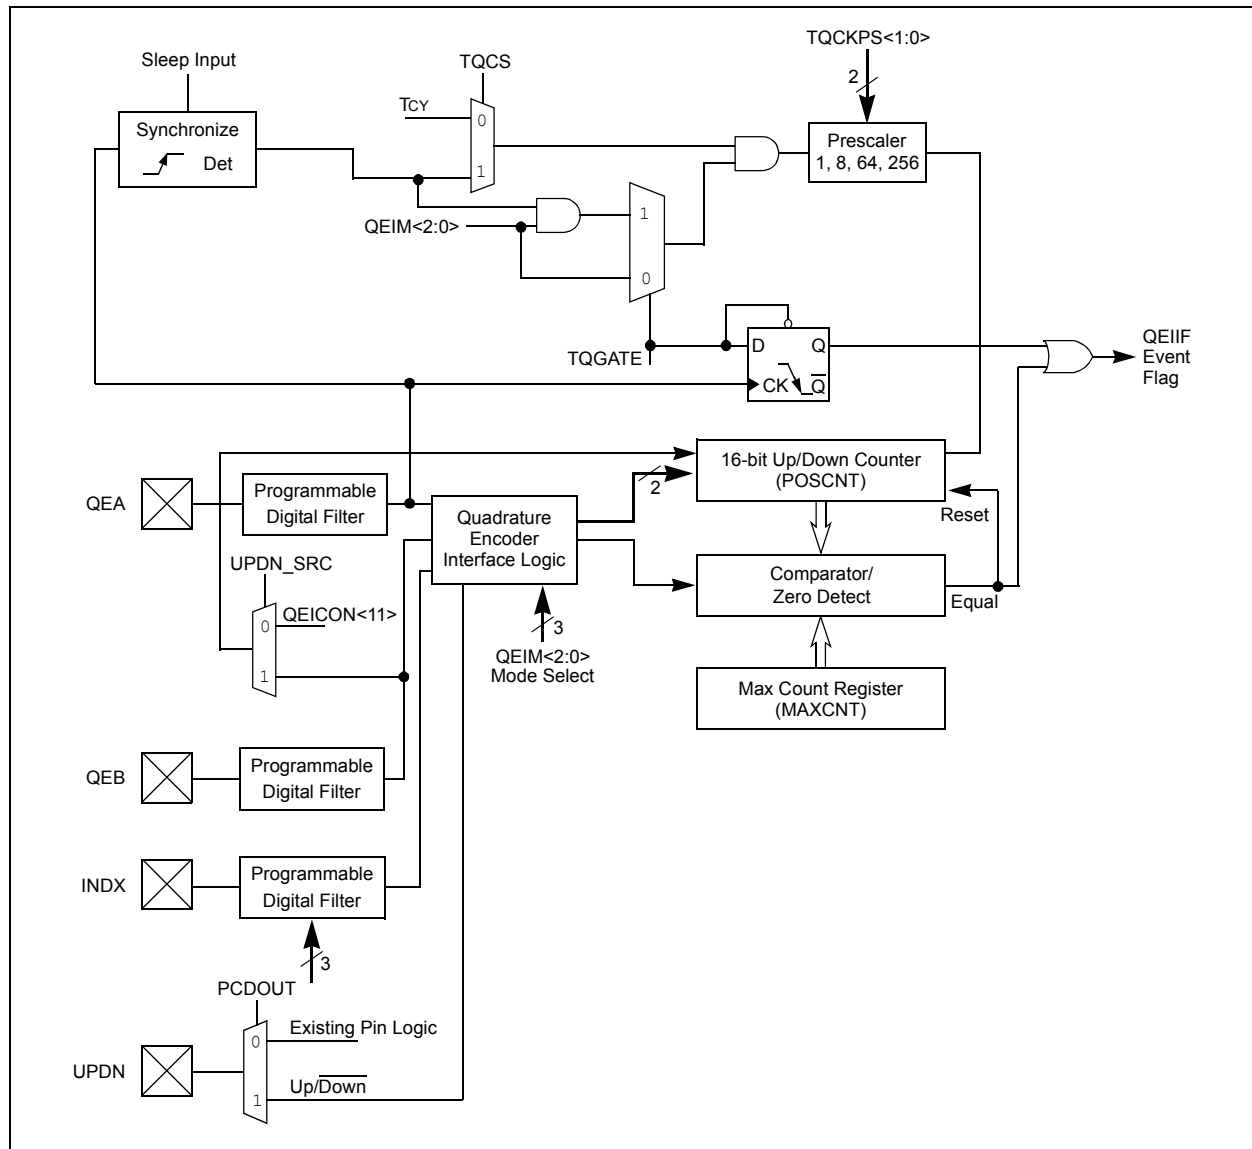 TQCKPS<1:0>
Sleep Input
TQCS
2
TCY
0
Synchronize
Det
Prescaler
1, 8, 64, 256
1
QEIM<2:0>
1
0
TQGATE
D
Q
CK
Q
QEIIF
Event
Flag
16-bit Up/Down Counter
(POSCNT)
2
QEA
Programmable
Digital Filter
Quadrature
Encoder
Interface Logic
Reset
UPDN_SRC
Comparator/
Zero Detect
Equal
0
QEICON<11>
1
3
QEIM<2:0>
Mode Select
Max Count Register
(MAXCNT)
QEB
Programmable
Digital Filter
INDX
Programmable
Digital Filter
3
PCDOUT
0
Existing Pin Logic
UPDN
Up/Down
1